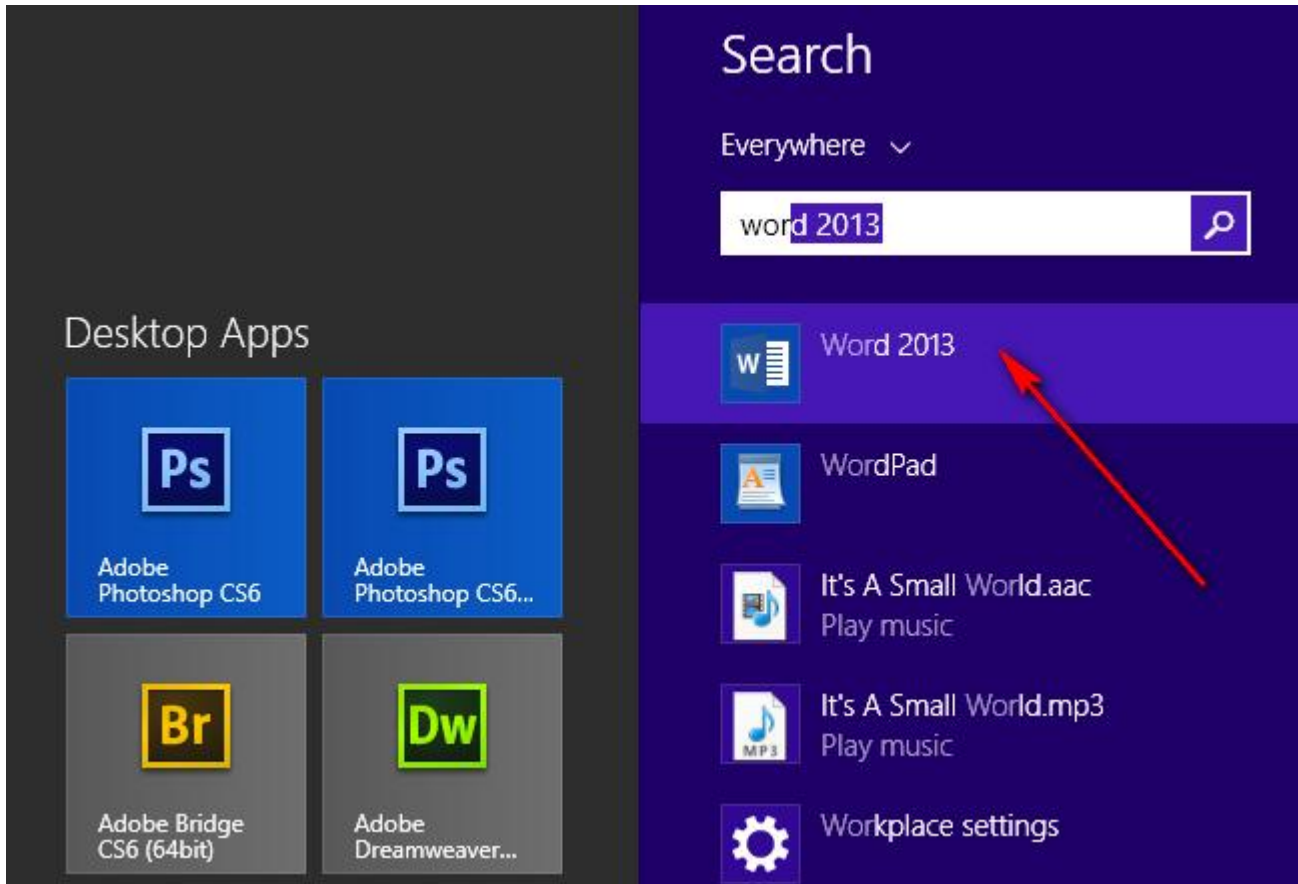 Desktop Apps
Ps
Ps
Adobe
Photoshop CS6
Adobe
Photoshop CS6...
Br
Dw
Adobe Bridge
CS6 (64bit)
Adobe
Dreamweaver...
Search
Everywhere
word 2013
W
Word 2013
A
WordPad
It's A Small World.aac
Play music
MP3
It's A Small World.mp3
Play music
Workplace settings